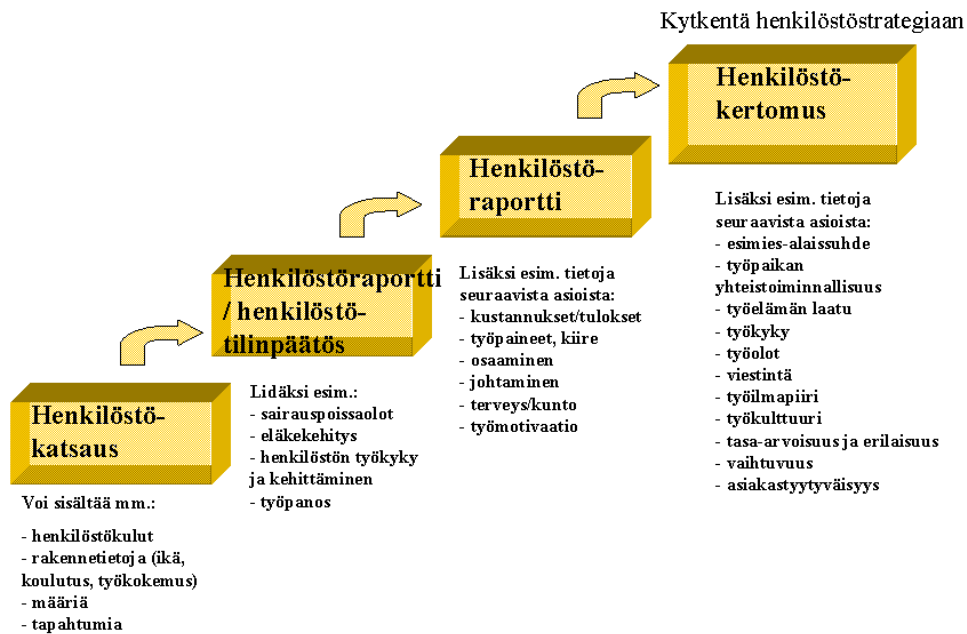 Kytkentä henkilöstöstrategiaan
Henkilöstö-
kertomus
Lisäksi esim. tietoja
seuraavista asioista:
- esimies-alaissuhde
- työpaikan
yhteistoiminnallisuus
- työelämän laatu
- työkyky
- työolot
- viestintä
- työilmapiiri
- työkulttuuri
- tasa-arvoisuus ja erilaisuus
- vaihtuvuus
- asiakastyytyväisyys
Henkilöstö-
raportti
Lisäksi esim. tietoja
seuraavista asioista:
- kustannukset/tulokset
- työpaineet, kiire
- osaaminen
- johtaminen
- terveys/kunto
- työmotivaatio
Henkilöstöraportti
/ henkilöstö-
tilinpäätös
Lidäksi esim.:
- sairauspoissaolot
- eläkekehitys
- henkilöstön työkyky
ja kehittäminen
- työpanos
Henkilöstö-
katsaus
Voi sisältää mm.:
- henkilöstökulut
- rakennetietoja (ikä,
koulutus, työkokemus)
- määriä
- tapahtumia